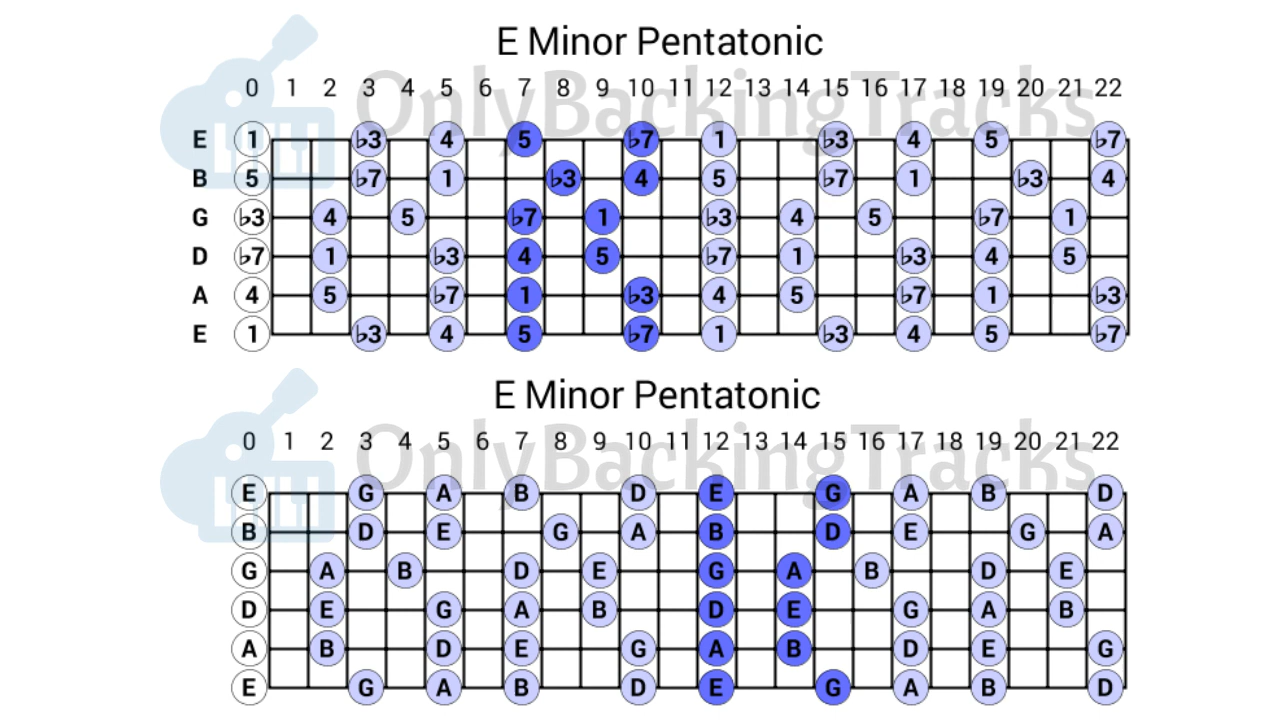 E Minor Pentatonic
OnlyBackingTracks
0 1 2 3 4 5 6 7 8 9 10 11 12 13 14 15 16 17 18 19 20 21 22
E 1 ♭3 4 5 ♭7 1 ♭3 4 5 ♭7
B 5 ♭7 1 ♭3 4 5 ♭7 1 ♭3 4
G ♭3 4 5 ♭7 1 ♭3 4 5 ♭7 1
D ♭7 1 ♭3 4 5 ♭7 1 ♭3 4 5
A 4 5 ♭7 1 ♭3 4 5 ♭7 1 ♭3
E 1 ♭3 4 5 ♭7 1 ♭3 4 5 ♭7
E Minor Pentatonic
OnlyBackingTracks
0 1 2 3 4 5 6 7 8 9 10 11 12 13 14 15 16 17 18 19 20 21 22
E G A B D E G A B D
B D E G A B D E G A
G A B D E G A B D E
D E G A B D E G A B
A B D E G A B D E G
E G A B D E G A B D